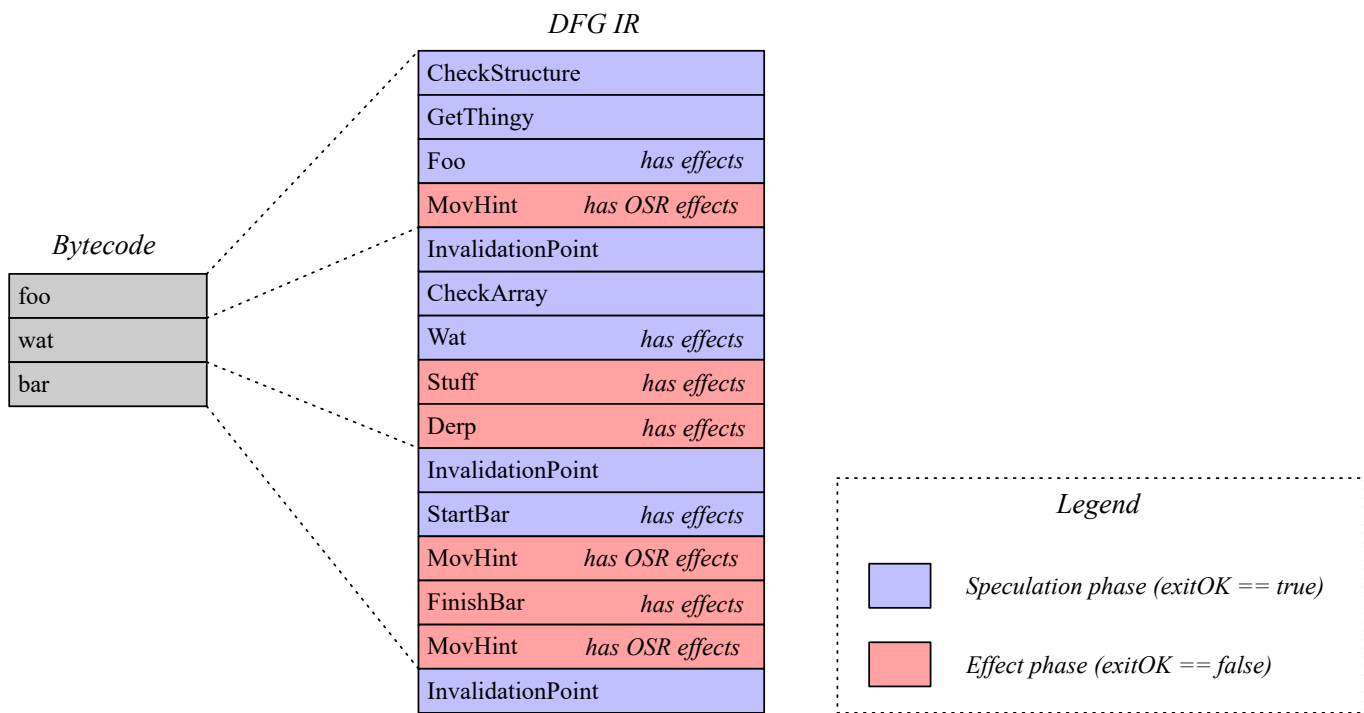 DFG IR
CheckStructure
GetThingy
Foo has effects
MovHint has OSR effects
InvalidationPoint
CheckArray
Wat has effects
Stuff has effects
Derp has effects
InvalidationPoint
StartBar has effects
MovHint has OSR effects
FinishBar has effects
MovHint has OSR effects
InvalidationPoint
Bytecode
foo
wat
bar
Legend
Speculation phase (exitOK == true)
Effect phase (exitOK == false)